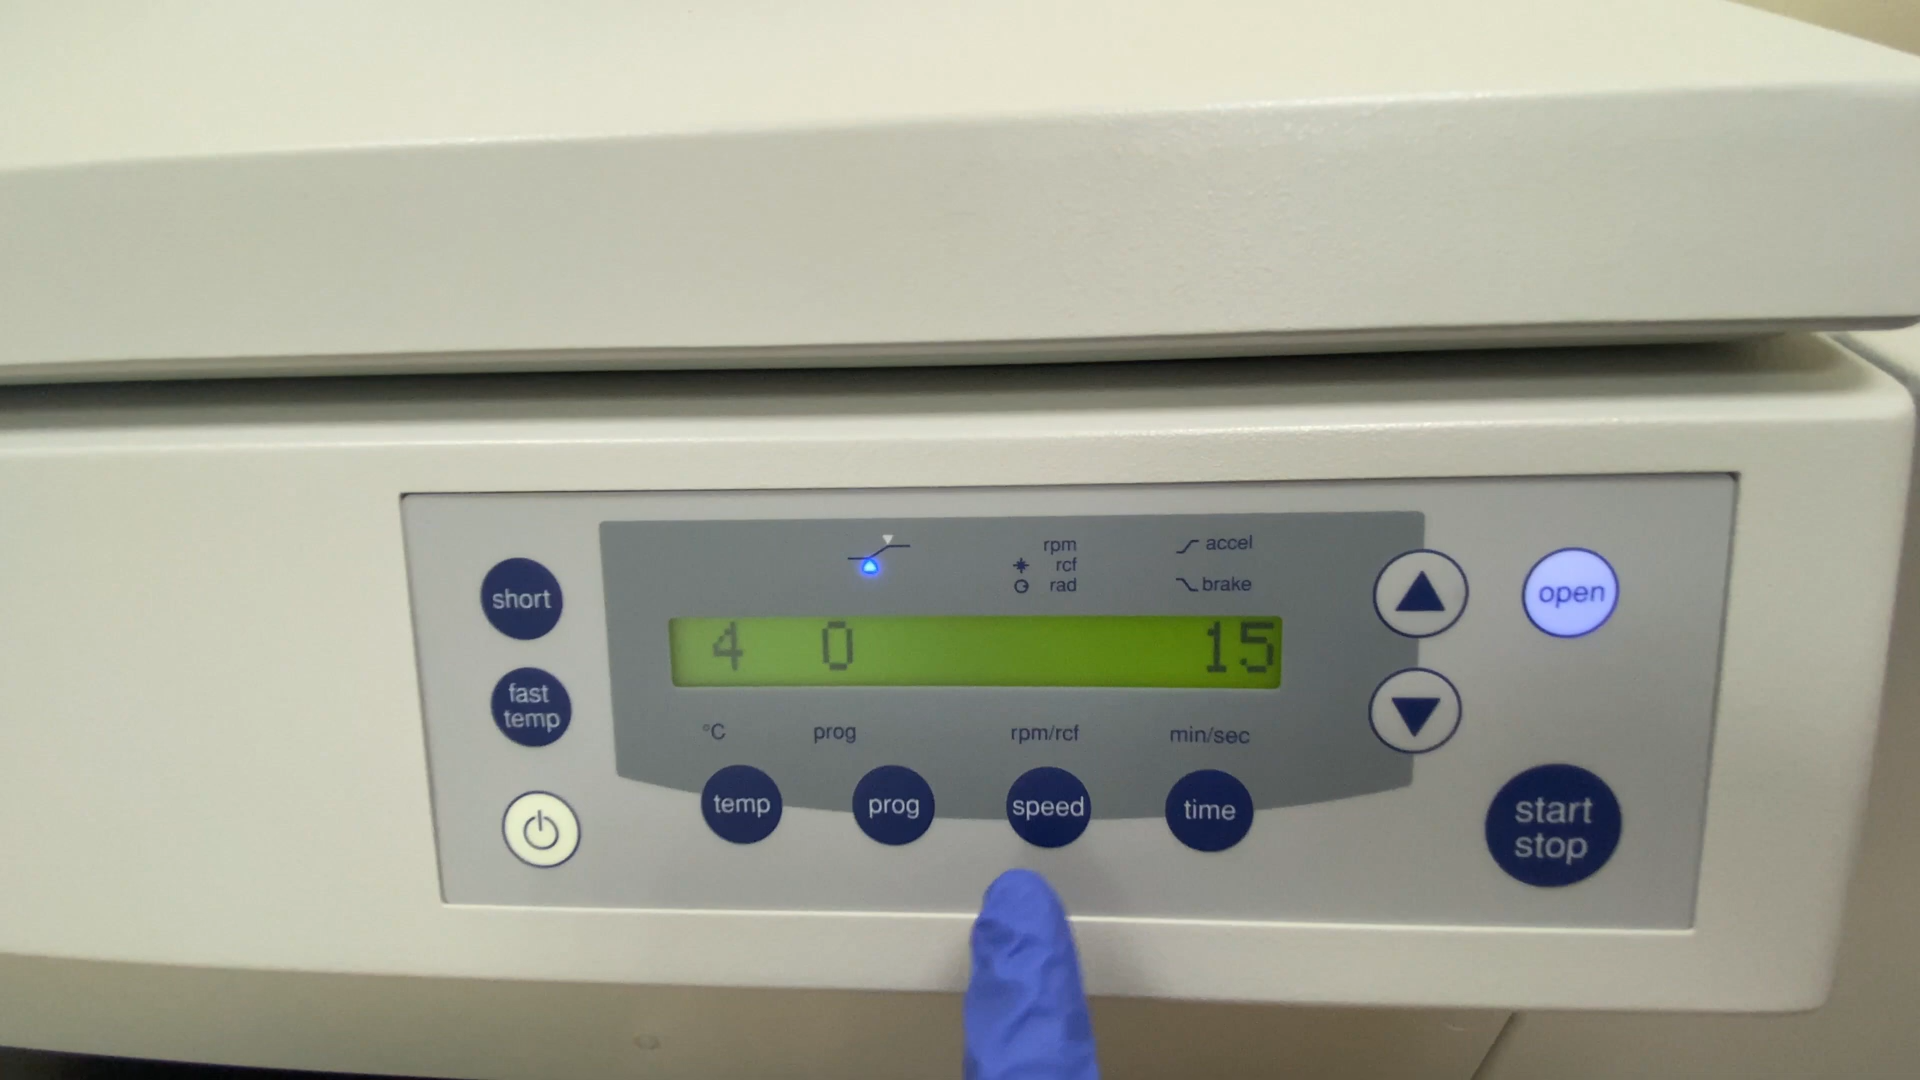 short
fast
temp
rpm
rcf
rad
accel
brake
4 0 15
°C prog rpm/rcf min/sec
temp prog speed time
open
start
stop